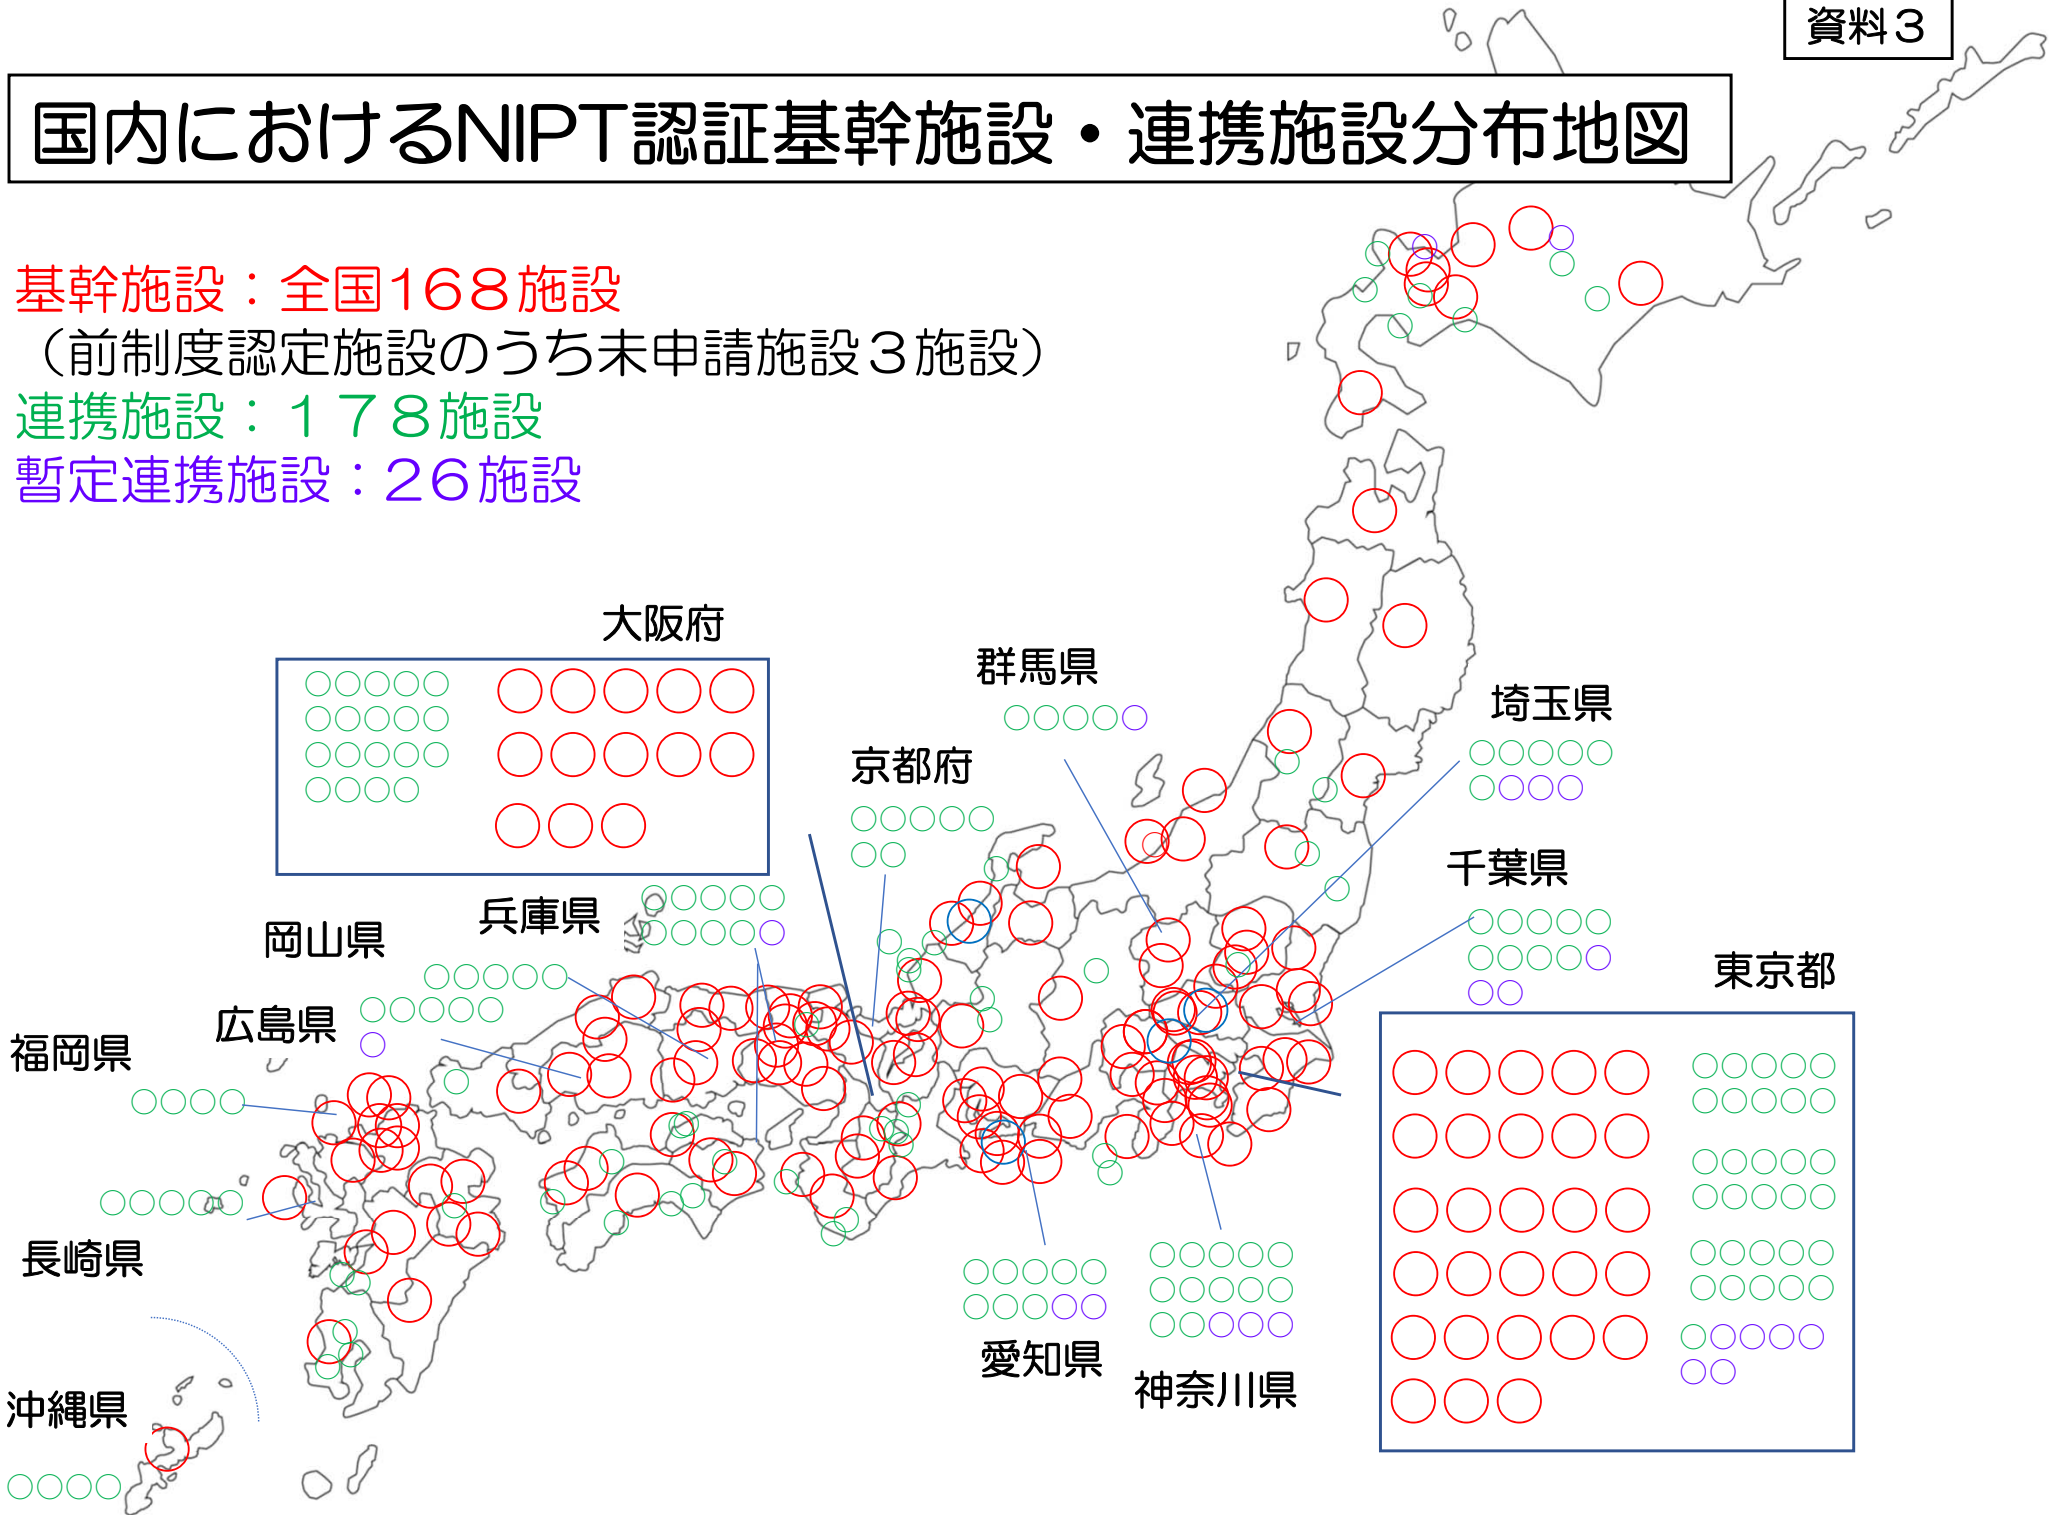 資料３
国内におけるNIPT認証基幹施設・連携施設分布地図
基幹施設：全国168施設
（前制度認定施設のうち未申請施設３施設）
連携施設：１７８施設
暫定連携施設：２６施設
大阪府
群馬県
埼玉県
京都府
千葉県
兵庫県
岡山県
東京都
広島県
福岡県
長崎県
愛知県
神奈川県
沖縄県